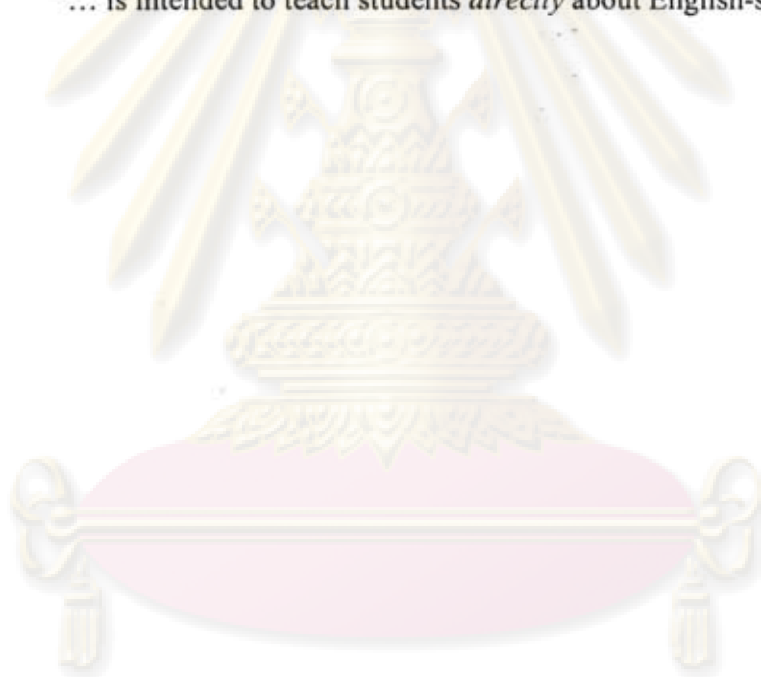 … is intended to teach students directly about English-s